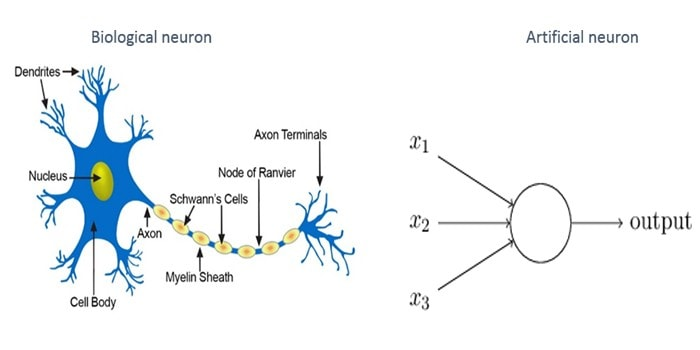 Biological neuron
Artificial neuron
Dendrites
Axon Terminals
Node of Ranvier
Nucleus
Schwann's Cells
Axon
Myelin Sheath
Cell Body
x1
x2
x3
output